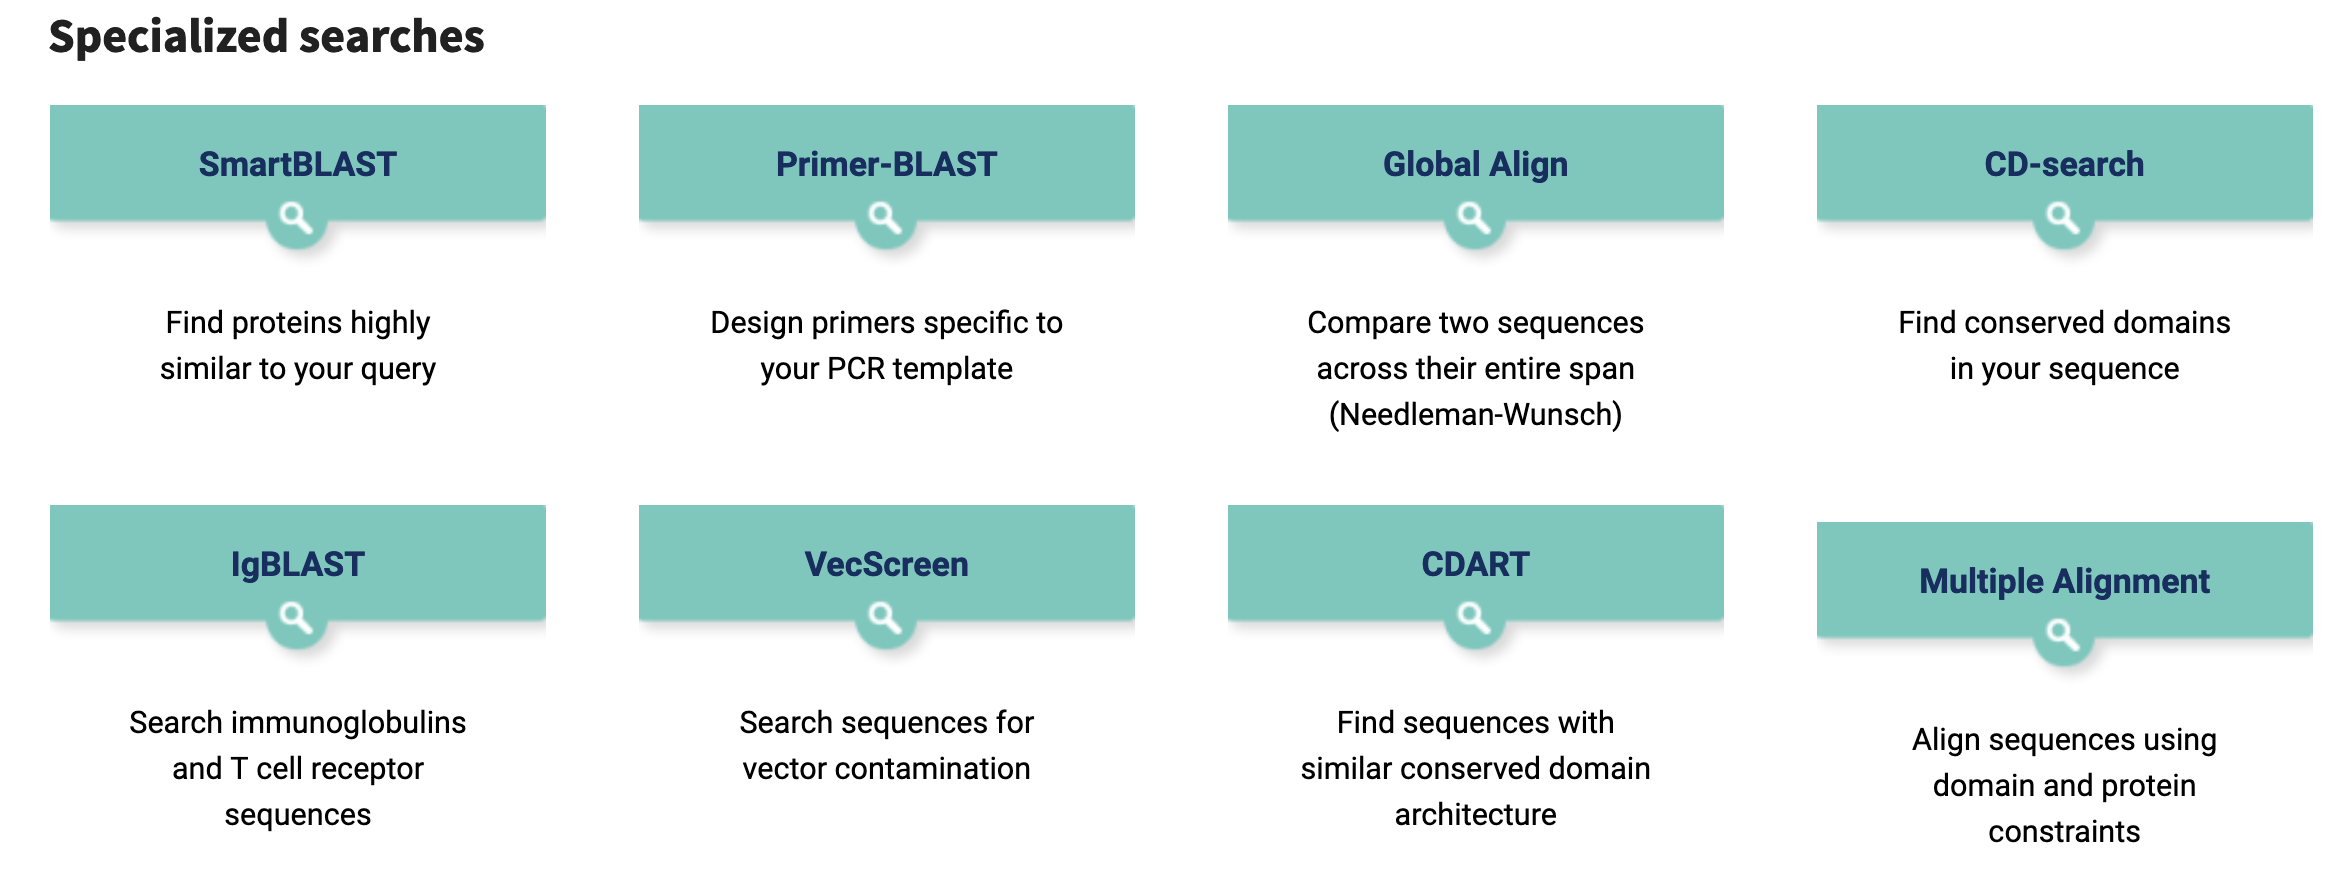 Specialized searches
SmartBLAST
Find proteins highly
similar to your query
Primer-BLAST
Design primers specific to
your PCR template
Global Align
Compare two sequences
across their entire span
(Needleman-Wunsch)
CD-search
Find conserved domains
in your sequence
IgBLAST
Search immunoglobulins
and T cell receptor
sequences
VecScreen
Search sequences for
vector contamination
CDART
Find sequences with
similar conserved domain
architecture
Multiple Alignment
Align sequences using
domain and protein
constraints